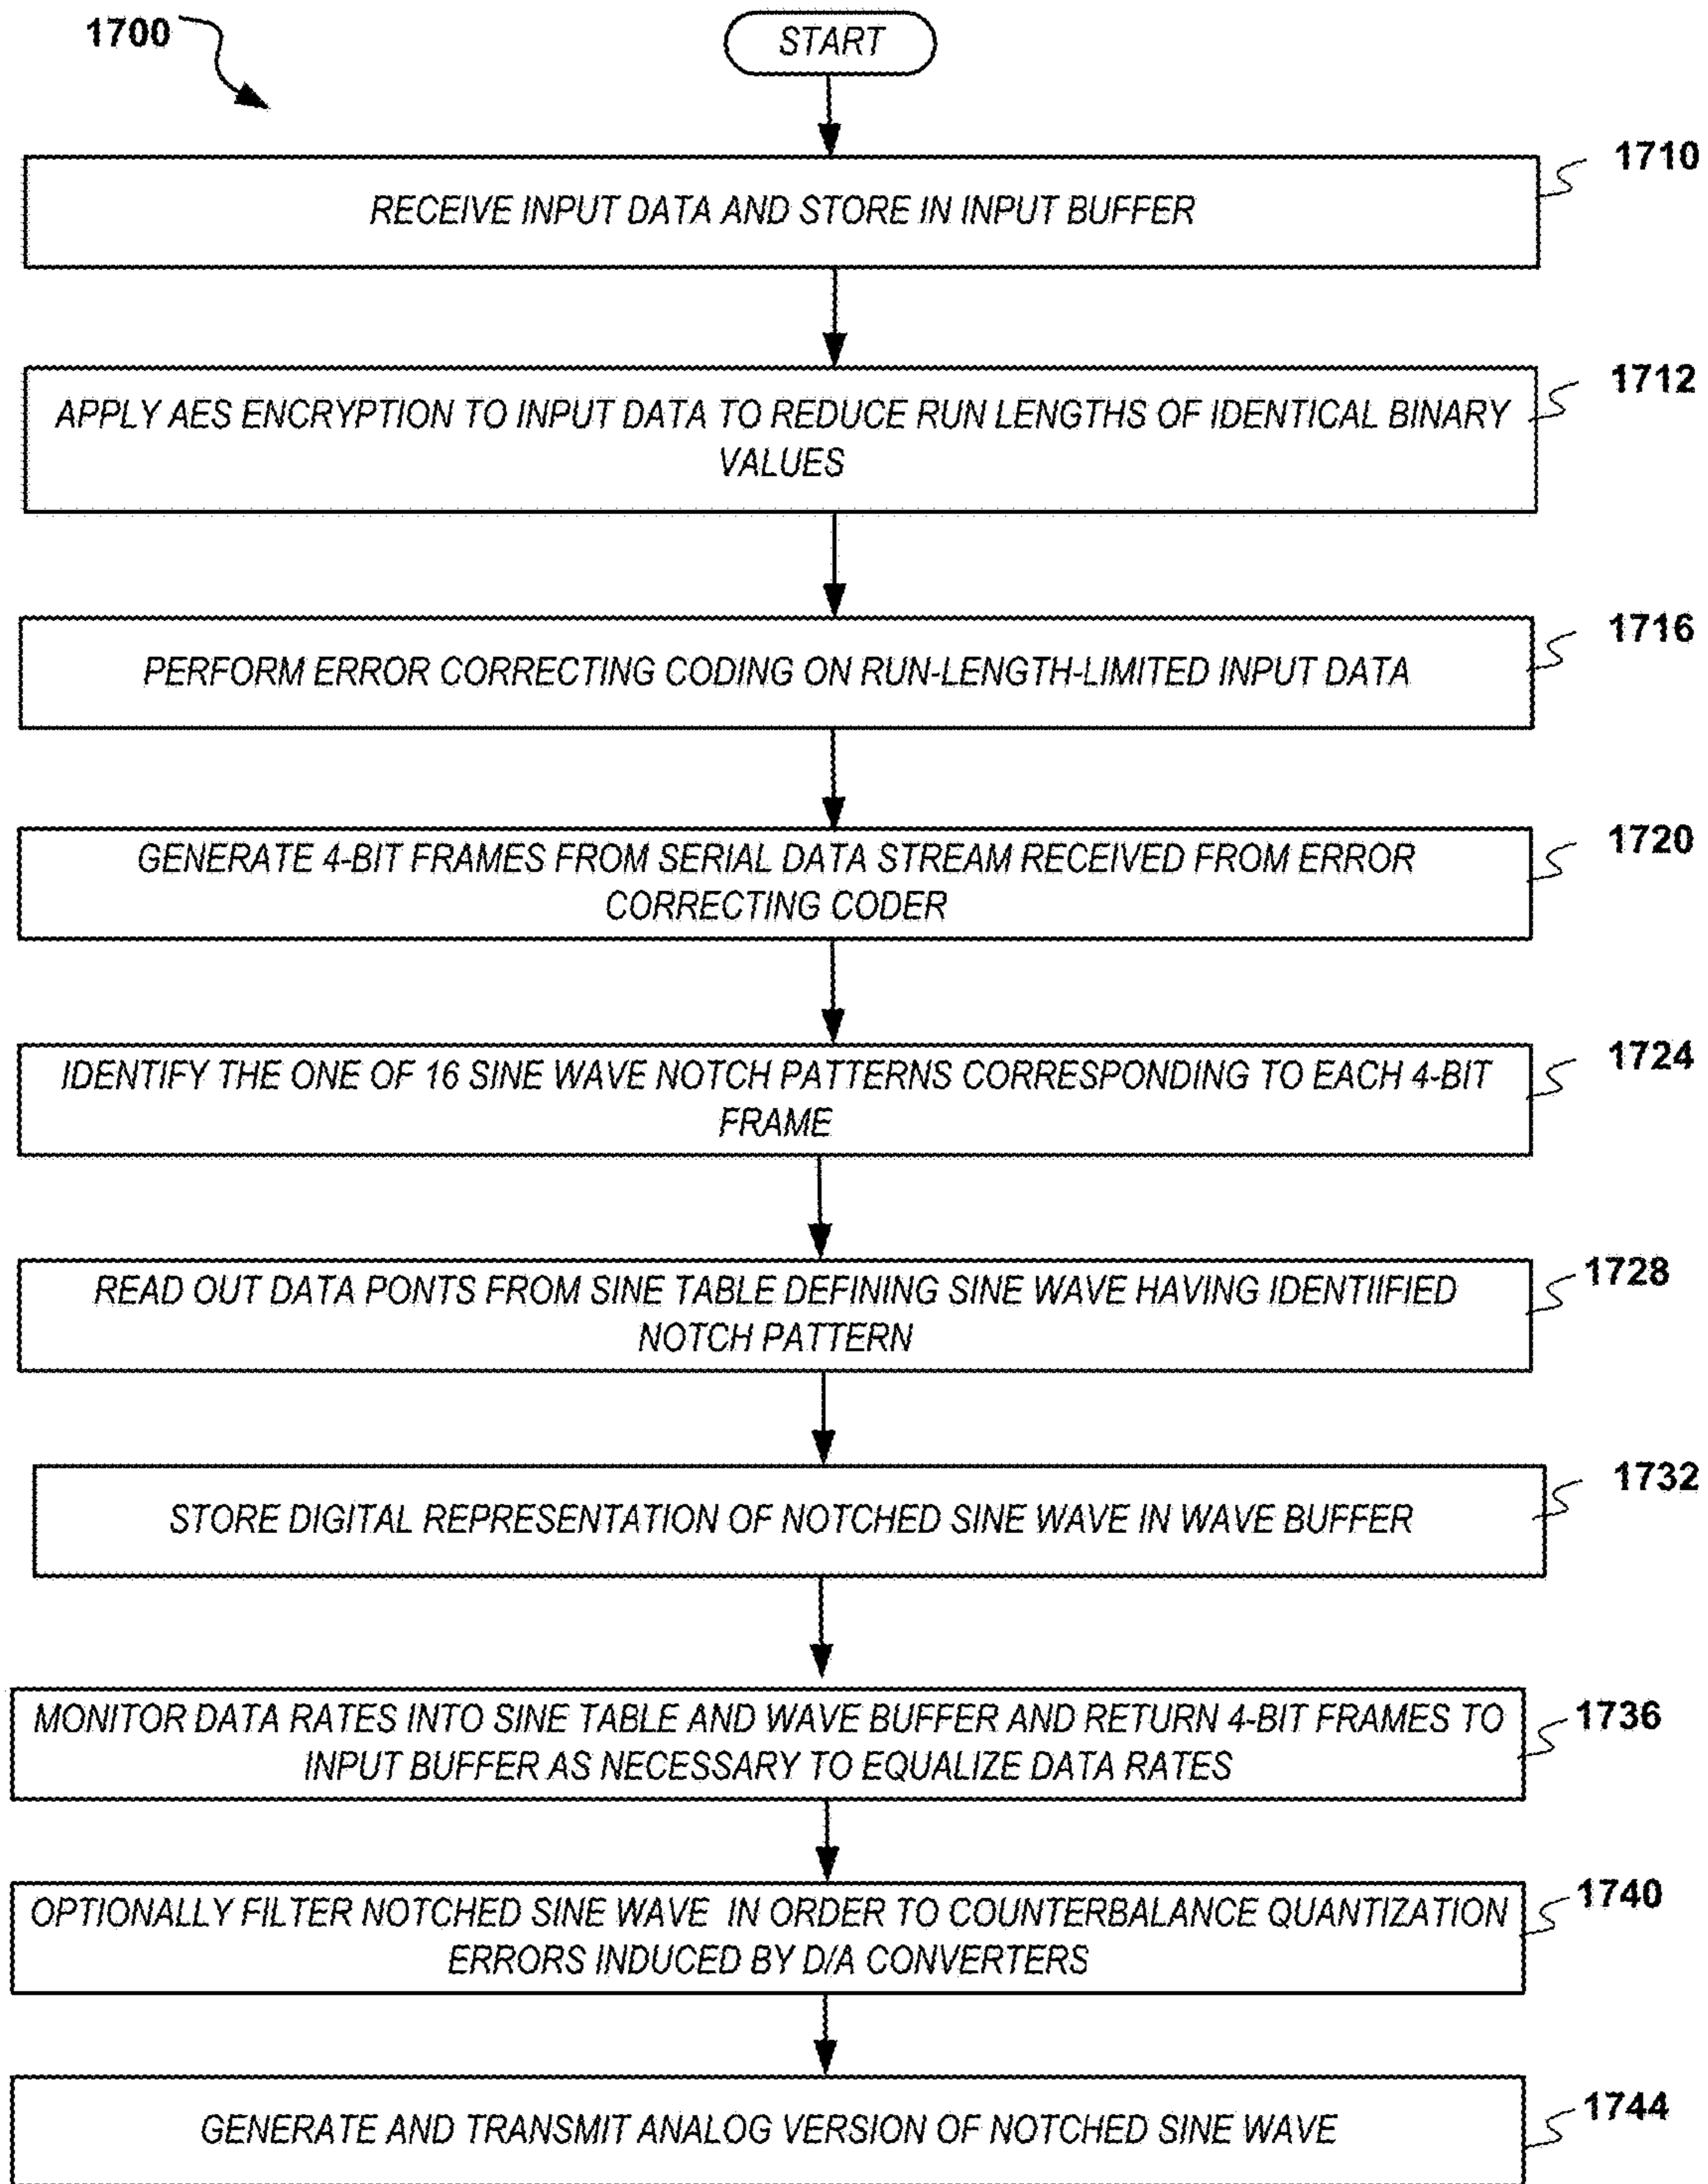 1700
START
1710
RECEIVE INPUT DATA AND STORE IN INPUT BUFFER
1712
APPLY AES ENCRYPTION TO INPUT DATA TO REDUCE RUN LENGTHS OF IDENTICAL BINARY
VALUES
1716
PERFORM ERROR CORRECTING CODING ON RUN-LENGTH-LIMITED INPUT DATA
1720
GENERATE 4-BIT FRAMES FROM SERIAL DATA STREAM RECEIVED FROM ERROR
CORRECTING CODER
1724
IDENTIFY THE ONE OF 16 SINE WAVE NOTCH PATTERNS CORRESPONDING TO EACH 4-BIT
FRAME
1728
READ OUT DATA PONTS FROM SINE TABLE DEFINING SINE WAVE HAVING IDENTIIFIED
NOTCH PATTERN
1732
STORE DIGITAL REPRESENTATION OF NOTCHED SINE WAVE IN WAVE BUFFER
1736
MONITOR DATA RATES INTO SINE TABLE AND WAVE BUFFER AND RETURN 4-BIT FRAMES TO
INPUT BUFFER AS NECESSARY TO EQUALIZE DATA RATES
1740
OPTIONALLY FILTER NOTCHED SINE WAVE IN ORDER TO COUNTERBALANCE QUANTIZATION
ERRORS INDUCED BY D/A CONVERTERS
1744
GENERATE AND TRANSMIT ANALOG VERSION OF NOTCHED SINE WAVE